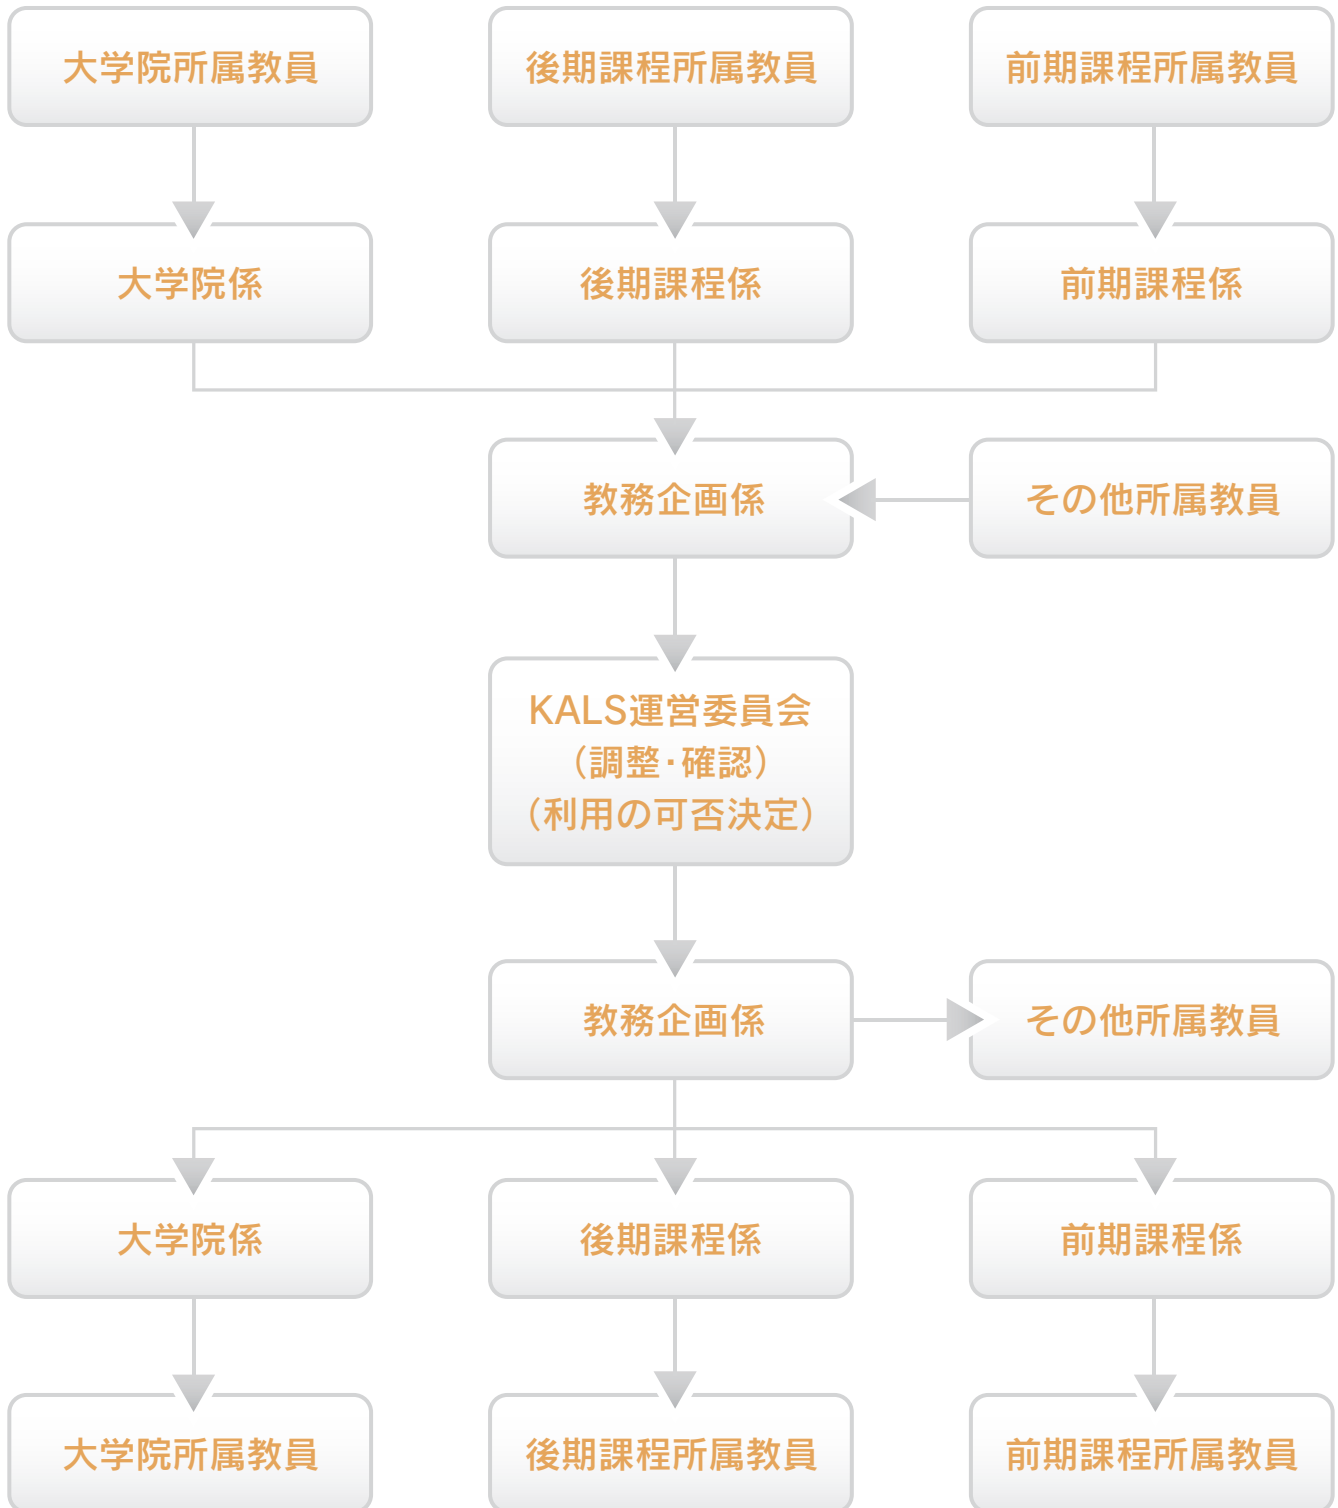 大学院所属教員
後期課程所属教員
前期課程所属教員
大学院係
後期課程係
前期課程係
教務企画係
その他所属教員
KALS運営委員会
（調整・確認）
（利用の可否決定）
教務企画係
その他所属教員
大学院係
後期課程係
前期課程係
大学院所属教員
後期課程所属教員
前期課程所属教員